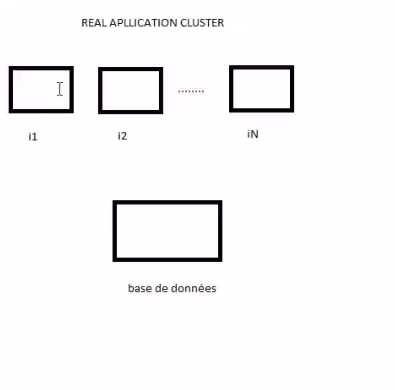 REAL APLLICATION CLUSTER
........
i1 i2 iN
base de données